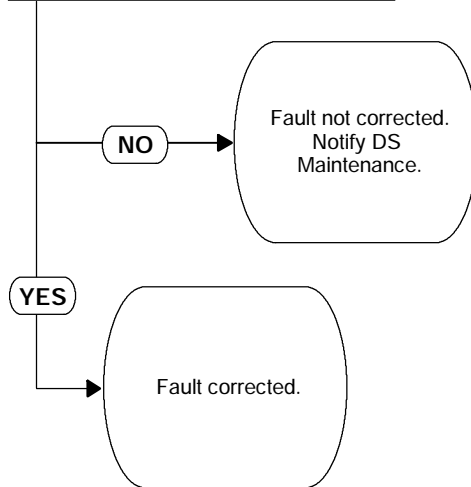 NO
Fault not corrected.
Notify DS
Maintenance.
YES
Fault corrected.